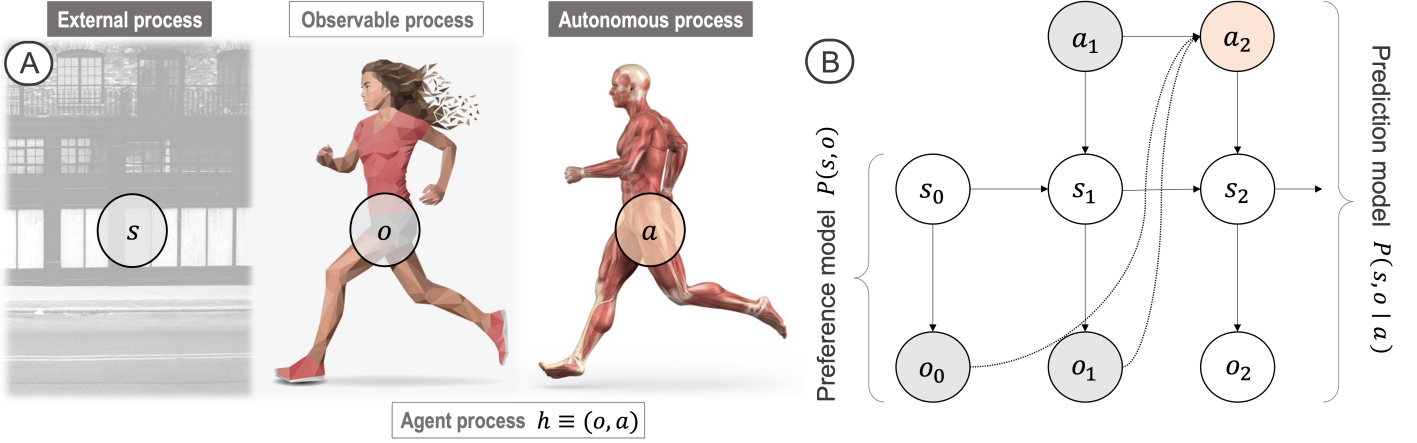 External process
Observable process
Autonomous process
A
s
o
a
Agent process h ≡ (o, a)
B
Preference model P(s, o)
a₁
a₂
s₀
s₁
s₂
o₀
o₁
o₂
Prediction model P(s, o | a)